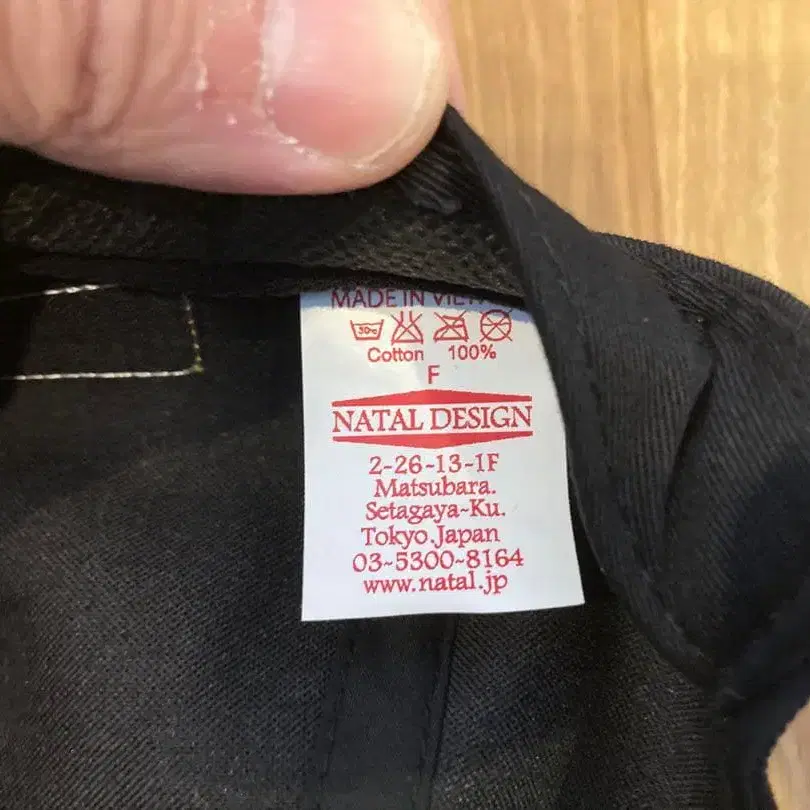 MADE IN
30c
Cotton 100%
F
NATAL DESIGN
2-26-13-1F
Matsubara.
Setagaya-Ku.
Tokyo.Japan
03-5300-8164
www.natal.jp